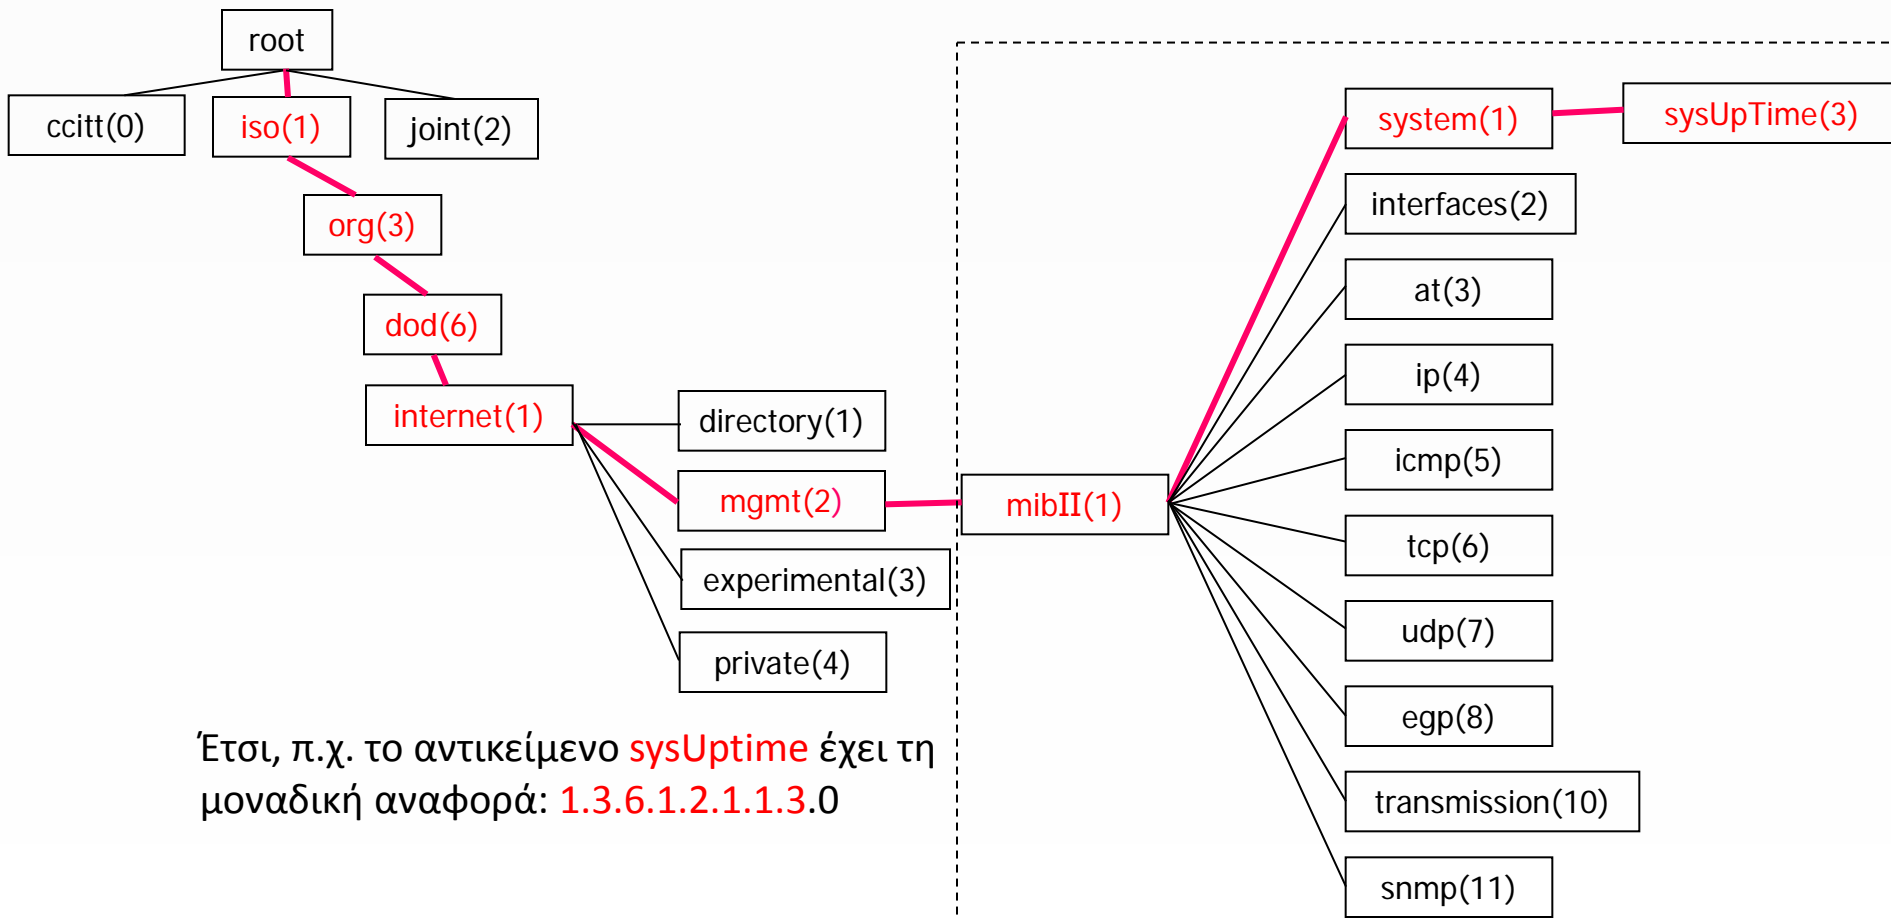 root
ccitt(0)
iso(1)
joint(2)
org(3)
dod(6)
internet(1)
directory(1)
mgmt(2)
experimental(3)
private(4)
mibII(1)
system(1)
sysUpTime(3)
interfaces(2)
at(3)
ip(4)
icmp(5)
tcp(6)
udp(7)
egp(8)
transmission(10)
snmp(11)
Έτσι, π.χ. το αντικείμενο sysUptime έχει τη
μοναδική αναφορά: 1.3.6.1.2.1.1.3.0